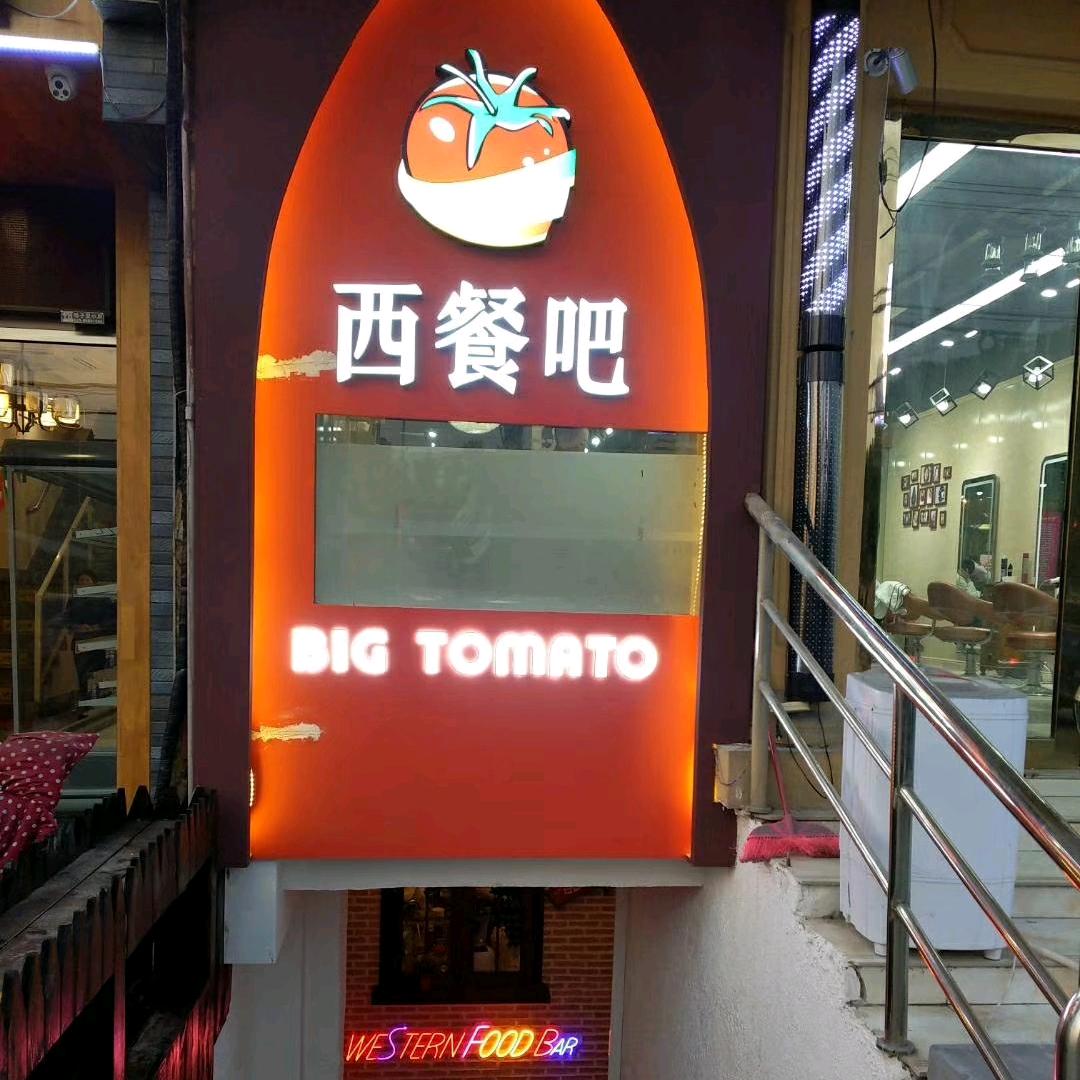 西餐吧
BIG TOMATO
WESTERN FOOD BAR